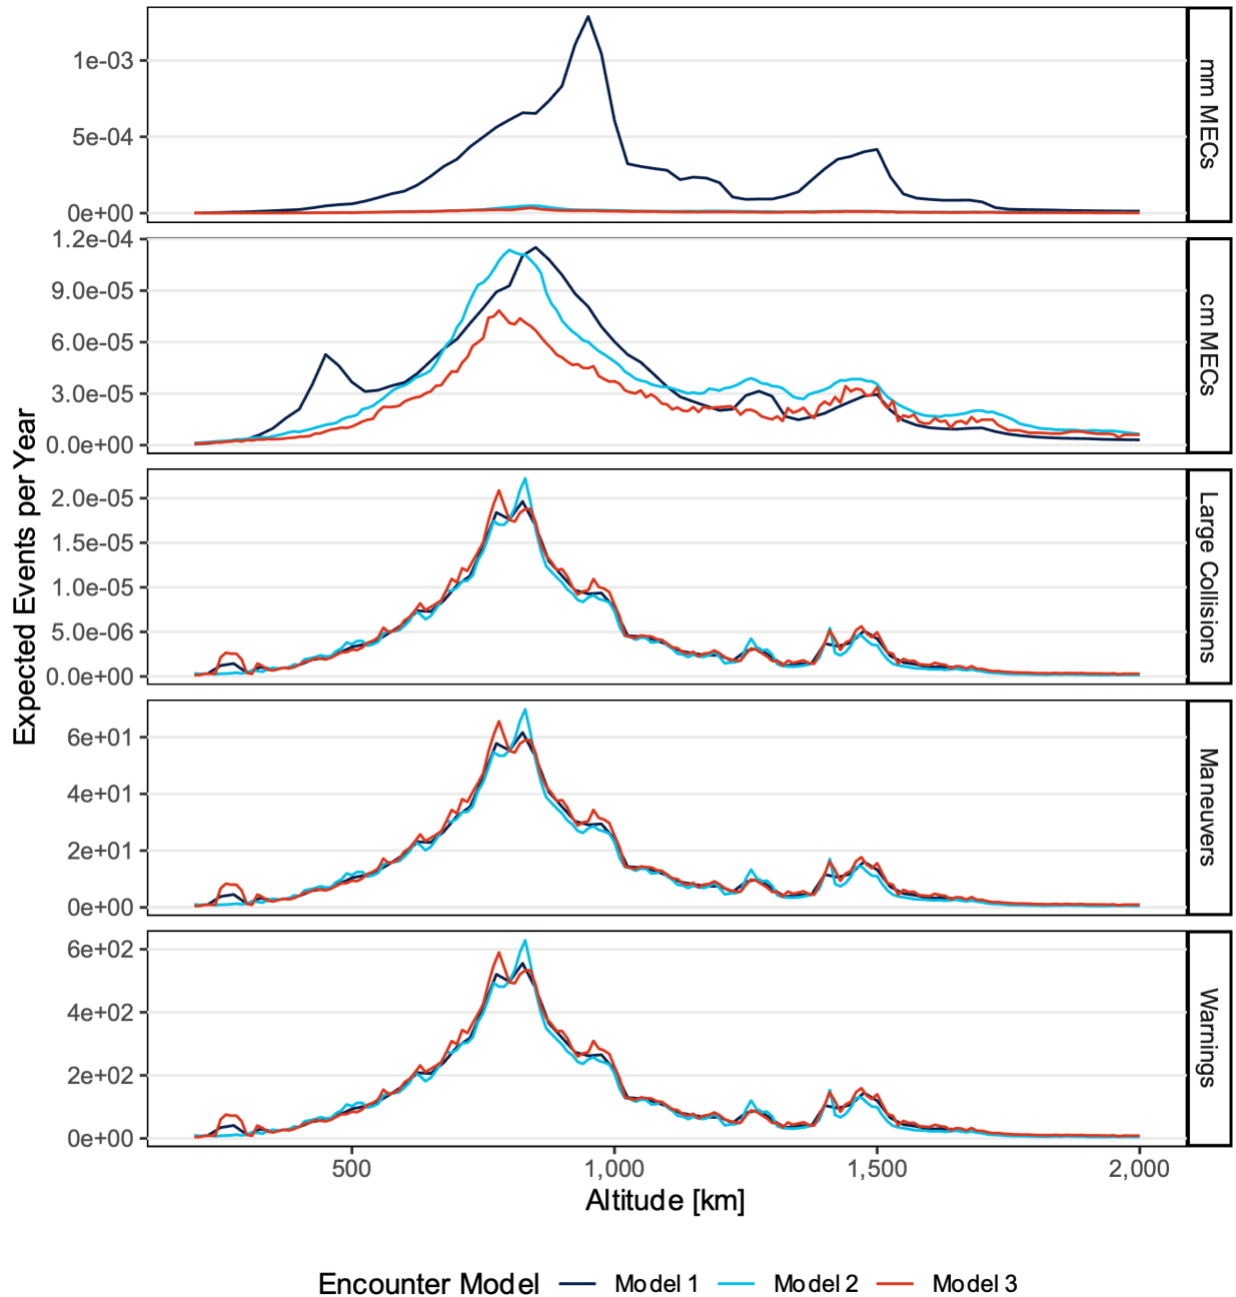 Expected Events per Year
1e-03
5e-04
0e+00
mm MECs
1.2e-04
9.0e-05
6.0e-05
3.0e-05
0.0e+00
cm MECs
2.0e-05
1.5e-05
1.0e-05
5.0e-06
0.0e+00
Large Collisions
6e+01
4e+01
2e+01
0e+00
Maneuvers
6e+02
4e+02
2e+02
0e+00
Warnings
500
1,000
1,500
2,000
Altitude [km]
Encounter Model
Model 1
Model 2
Model 3